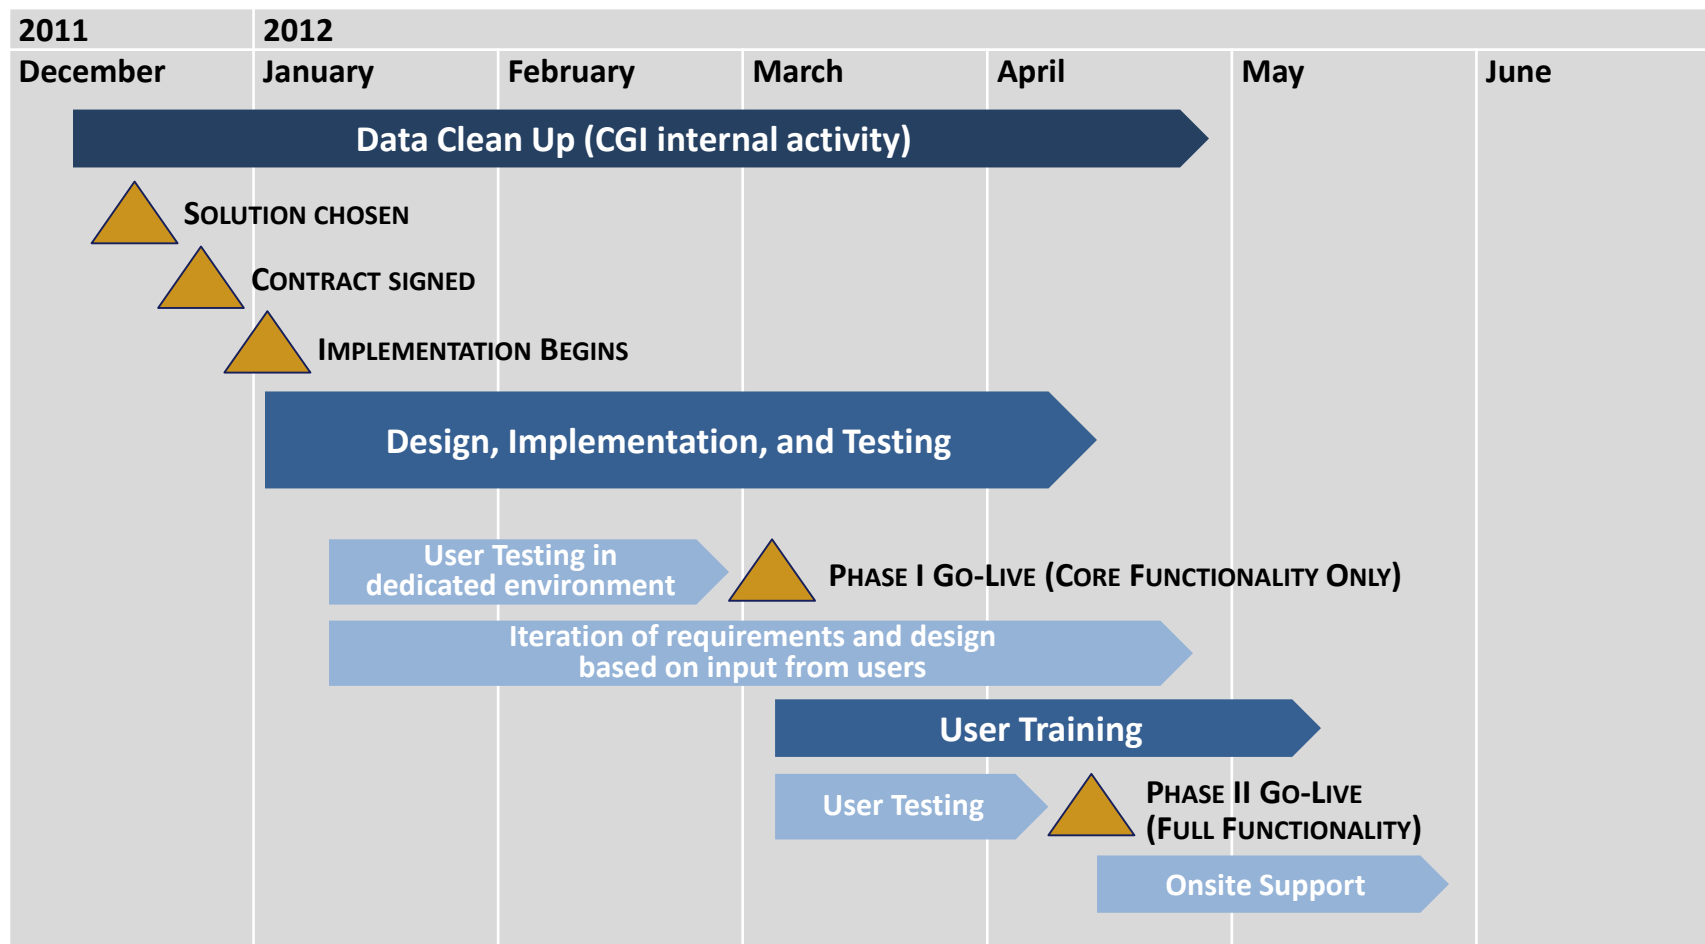 2011 2012
December January February March April May June
Data Clean Up (CGI internal activity)
SOLUTION CHOSEN
CONTRACT SIGNED
IMPLEMENTATION BEGINS
Design, Implementation, and Testing
User Testing in
dedicated environment
PHASE I GO-LIVE (CORE FUNCTIONALITY ONLY)
Iteration of requirements and design
based on input from users
User Training
User Testing
PHASE II GO-LIVE
(FULL FUNCTIONALITY)
Onsite Support